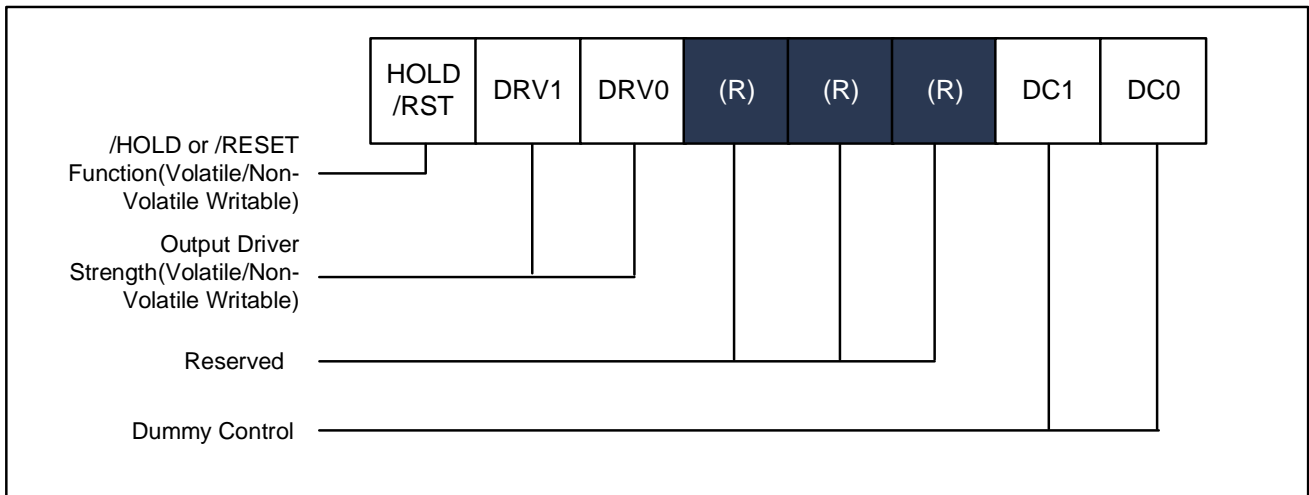 HOLD
/RST
DRV1
DRV0
(R)
(R)
(R)
DC1
DC0
/HOLD or /RESET
Function(Volatile/Non-
Volatile Writable)
Output Driver
Strength(Volatile/Non-
Volatile Writable)
Reserved
Dummy Control